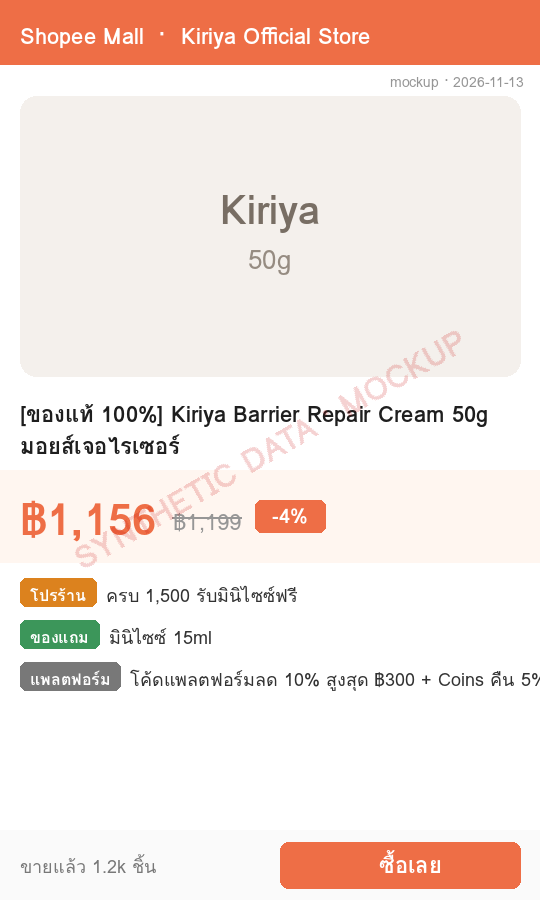 Shopee Mall · Kiriya Official Store
mockup · 2026-11-13
Kiriya
50g
[ของแท้ 100%] Kiriya Barrier Repair Cream 50g
มอยส์เจอไรเซอร์
฿1,156 ฿1,199 -4%
โปรร้าน ครบ 1,500 รับมินิไซซ์ฟรี
ของแถม มินิไซซ์ 15ml
แพลตฟอร์ม โค้ดแพลตฟอร์มลด 10% สูงสุด ฿300 + Coins คืน 5%
SYNTHETIC DATA · MOCKUP
ขายแล้ว 1.2k ชิ้น ซื้อเลย